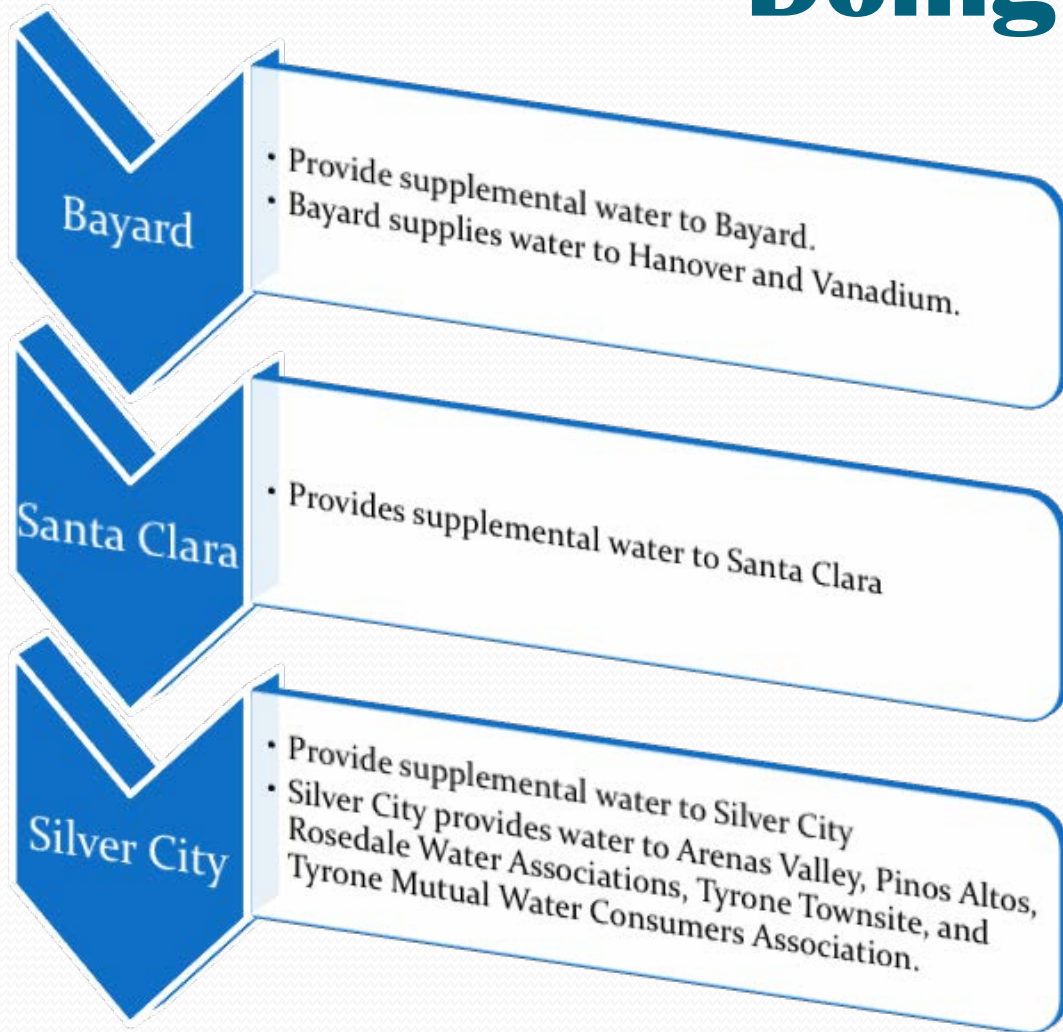 Doing
Bayard
• Provide supplemental water to Bayard.
• Bayard supplies water to Hanover and Vanadium.
Santa Clara
• Provides supplemental water to Santa Clara
Silver City
• Provide supplemental water to Silver City
• Silver City provides water to Arenas Valley, Pinos Altos,
Rosedale Water Associations, Tyrone Townsite, and
Tyrone Mutual Water Consumers Association.